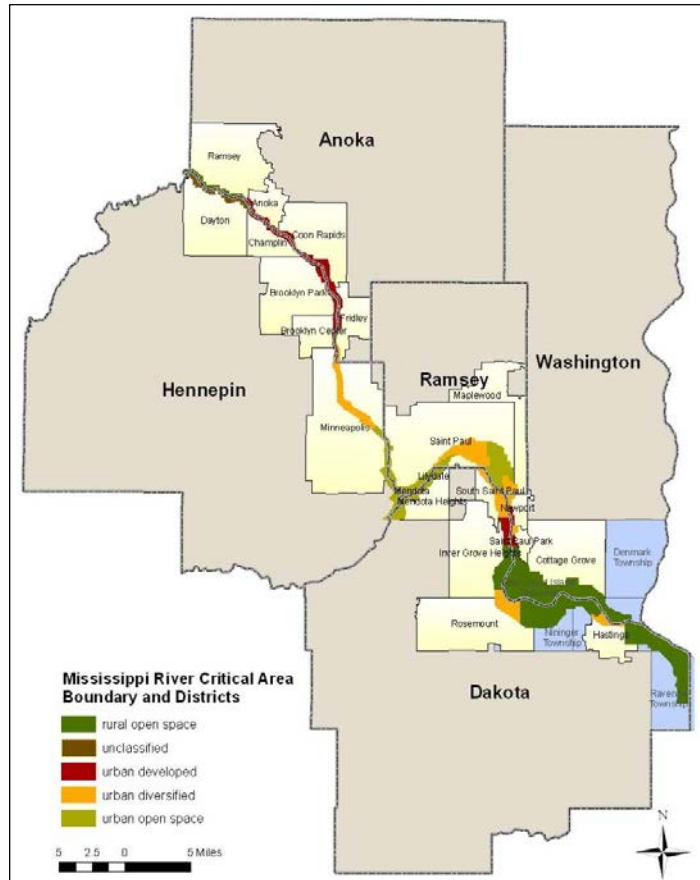 Anoka
Ramsey
Anoka
Dayton
Champlin
Coon Rapids
Brooklyn Park
Fridley
Brooklyn Center
Washington
Hennepin
Ramsey
Maplewood
Minneapolis
Saint Paul
Lilydale
Mendota
South Saint Paul
Mendota Heights
Newport
Saint Paul Park
Inver Grove Heights
Cottage Grove
Denmark
Township
Rosemount
Nininger
Township
Hastings
Dakota
Township
Mississippi River Critical Area
Boundary and Districts
rural open space
unclassified
urban developed
urban diversified
urban open space
N
5 2.5 0 5 Miles